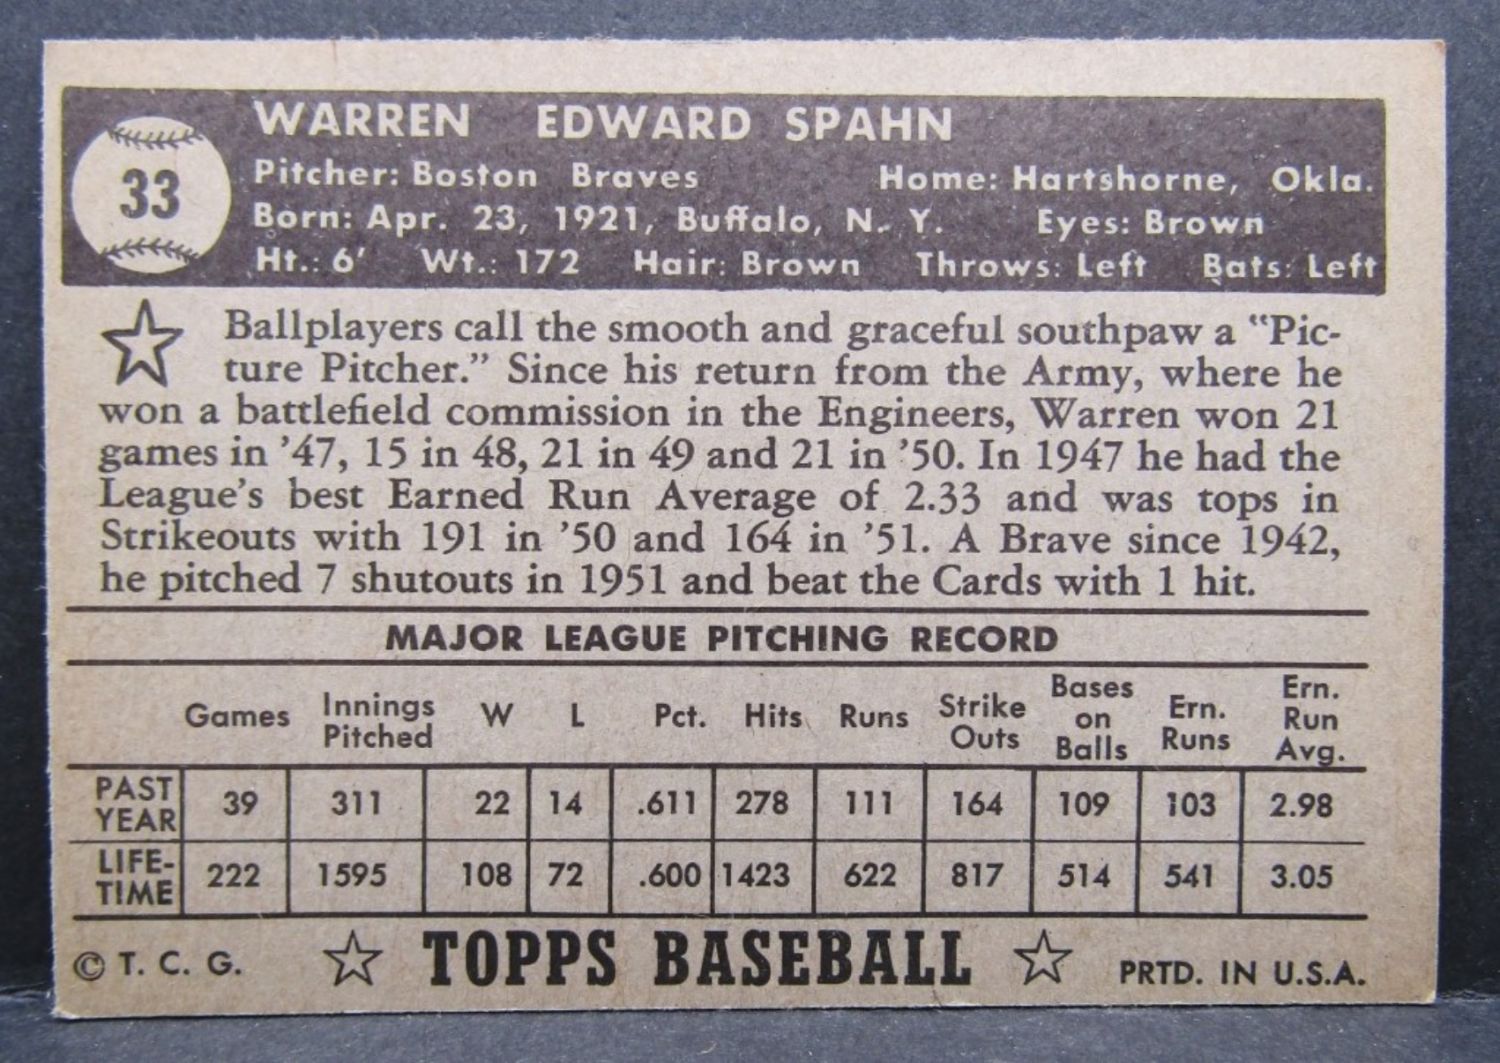 33
WARREN EDWARD SPAHN
Pitcher: Boston Braves Home: Hartshorne, Okla.
Born: Apr. 23, 1921, Buffalo, N. Y. Eyes: Brown
Ht.: 6' Wt.: 172 Hair: Brown Throws: Left Bats: Left
Ballplayers call the smooth and graceful southpaw a "Pic-
ture Pitcher." Since his return from the Army, where he
won a battlefield commission in the Engineers, Warren won 21
games in '47, 15 in 48, 21 in 49 and 21 in '50. In 1947 he had the
League's best Earned Run Average of 2.33 and was tops in
Strikeouts with 191 in '50 and 164 in '51. A Brave since 1942,
he pitched 7 shutouts in 1951 and beat the Cards with 1 hit.
MAJOR LEAGUE PITCHING RECORD
Games Innings Pitched W L Pct. Hits Runs Strike Outs Bases on Balls Ern. Runs Ern. Run Avg.
PAST YEAR 39 311 22 14 .611 278 111 164 109 103 2.98
LIFE-TIME 222 1595 108 72 .600 1423 622 817 514 541 3.05
© T. C. G. TOPPS BASEBALL PRTD. IN U.S.A.